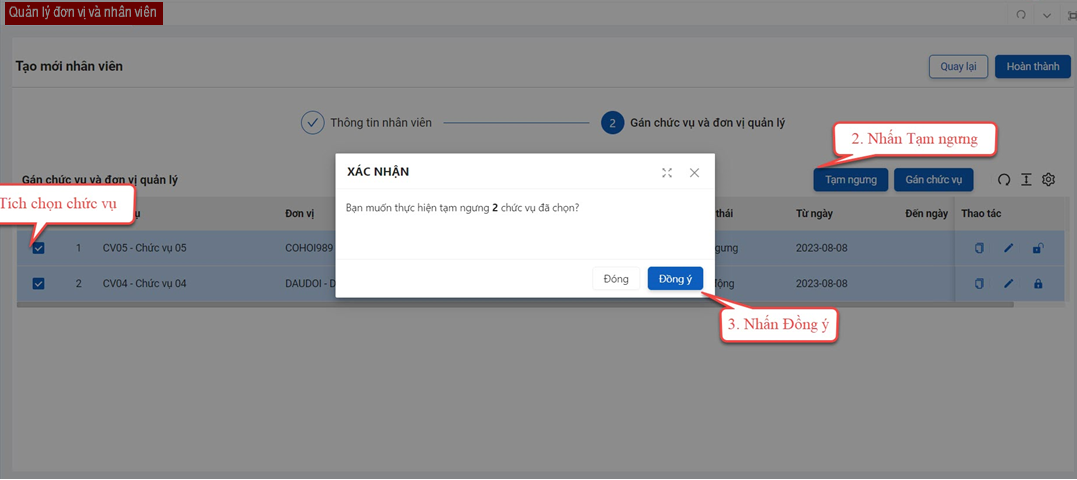 Quản lý đơn vị và nhân viên
Tạo mới nhân viên
Quay lại
Hoàn thành
Thông tin nhân viên
2 Gán chức vụ và đơn vị quản lý
2. Nhấn Tạm ngưng
XÁC NHẬN
Gán chức vụ và đơn vị quản lý
Tạm ngưng
Gán chức vụ
Tích chọn chức vụ
Đơn vị
Bạn muốn thực hiện tạm ngưng 2 chức vụ đã chọn?
thái
Từ ngày
Đến ngày
Thao tác
1 CV05 - Chức vụ 05 COHOI989
ngưng 2023-08-08
2 CV04 - Chức vụ 04 DAUDOI - D
động 2023-08-08
Đóng
Đồng ý
3. Nhấn Đồng ý